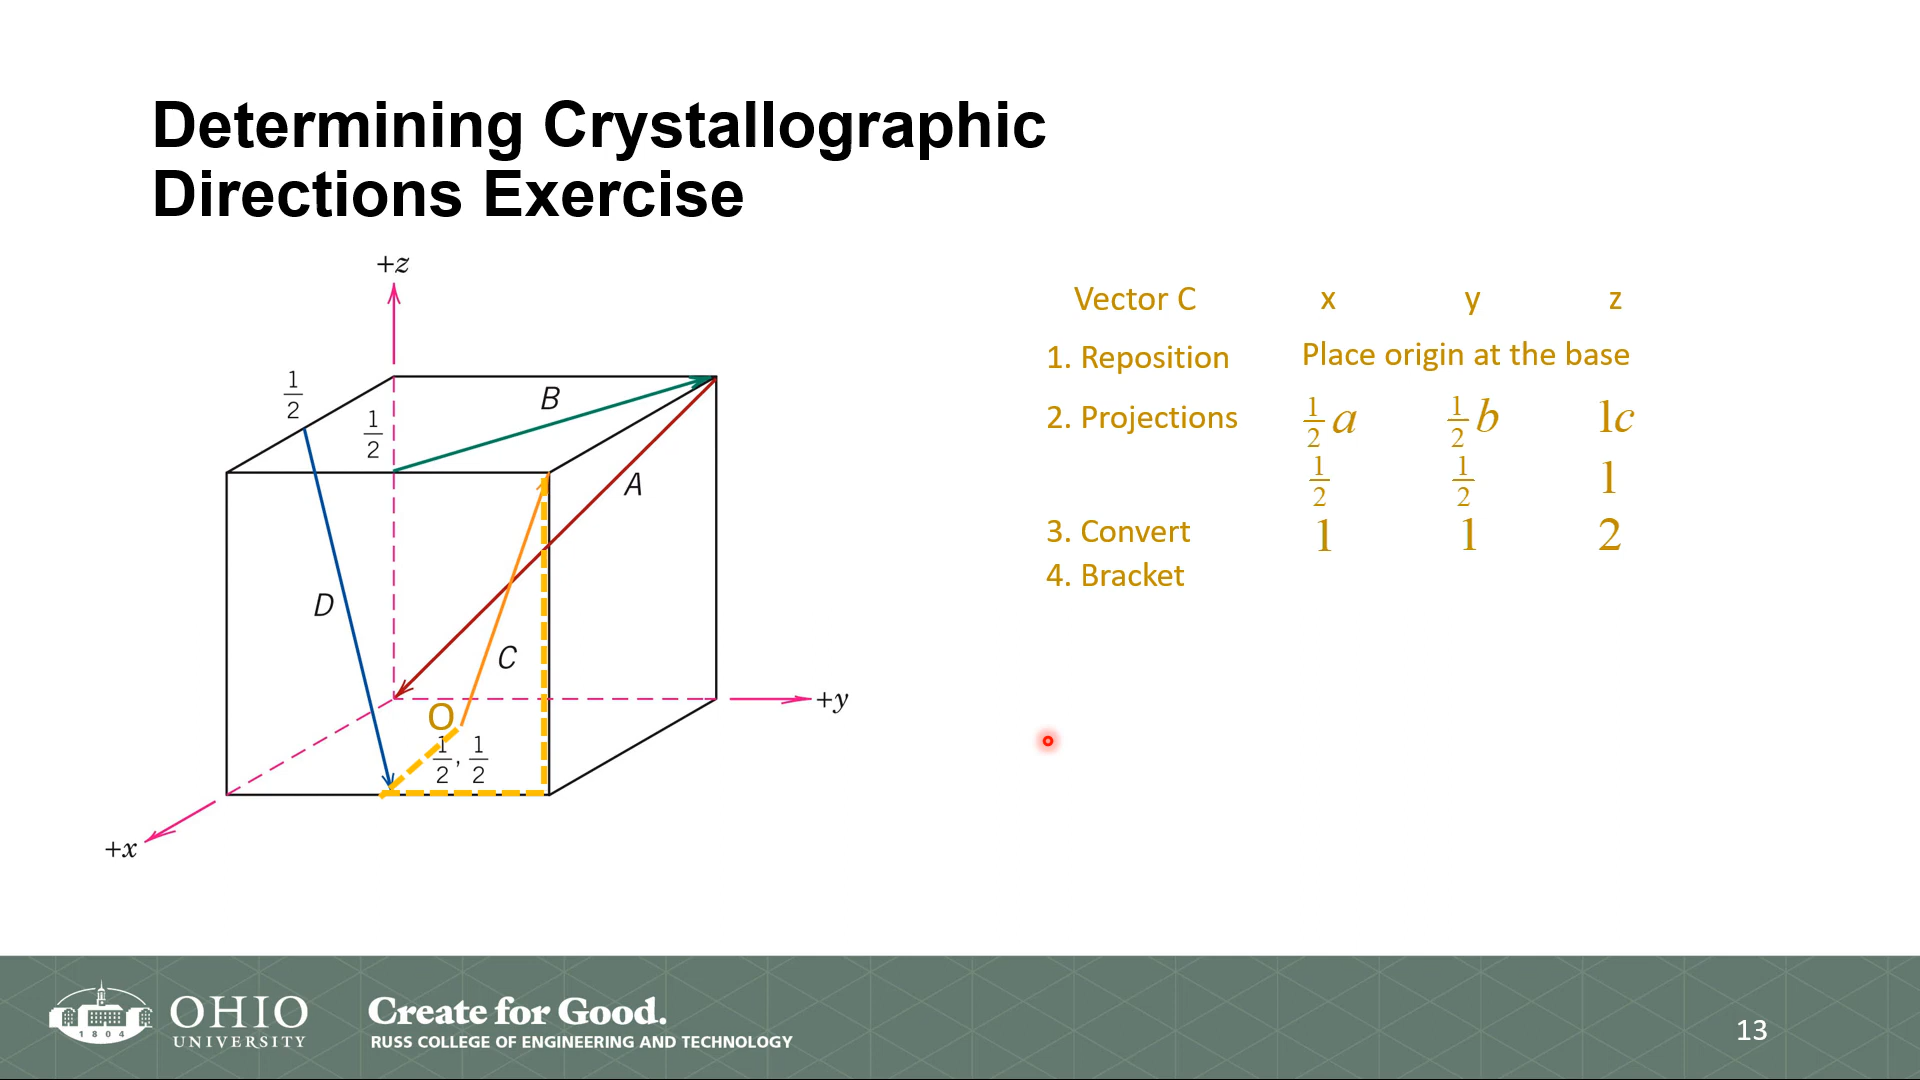 Determining Crystallographic
Directions Exercise
+z
1/2
1/2
B
A
D
C
O
1/2, 1/2
+y
+x
Vector C x y z
1. Reposition Place origin at the base
2. Projections 1/2 a 1/2 b 1c
1/2 1/2 1
3. Convert 1 1 2
4. Bracket
1804
OHIO
UNIVERSITY
Create for Good.
RUSS COLLEGE OF ENGINEERING AND TECHNOLOGY
13